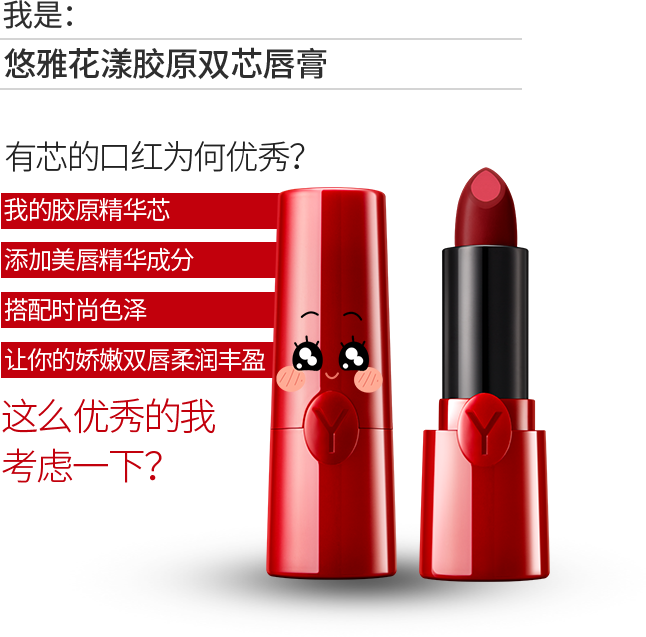 我是：
悠雅花漾胶原双芯唇膏
有芯的口红为何优秀？
我的胶原精华芯
添加美唇精华成分
搭配时尚色泽
让你的娇嫩双唇柔润丰盈
这么优秀的我
考虑一下？
Y
Y